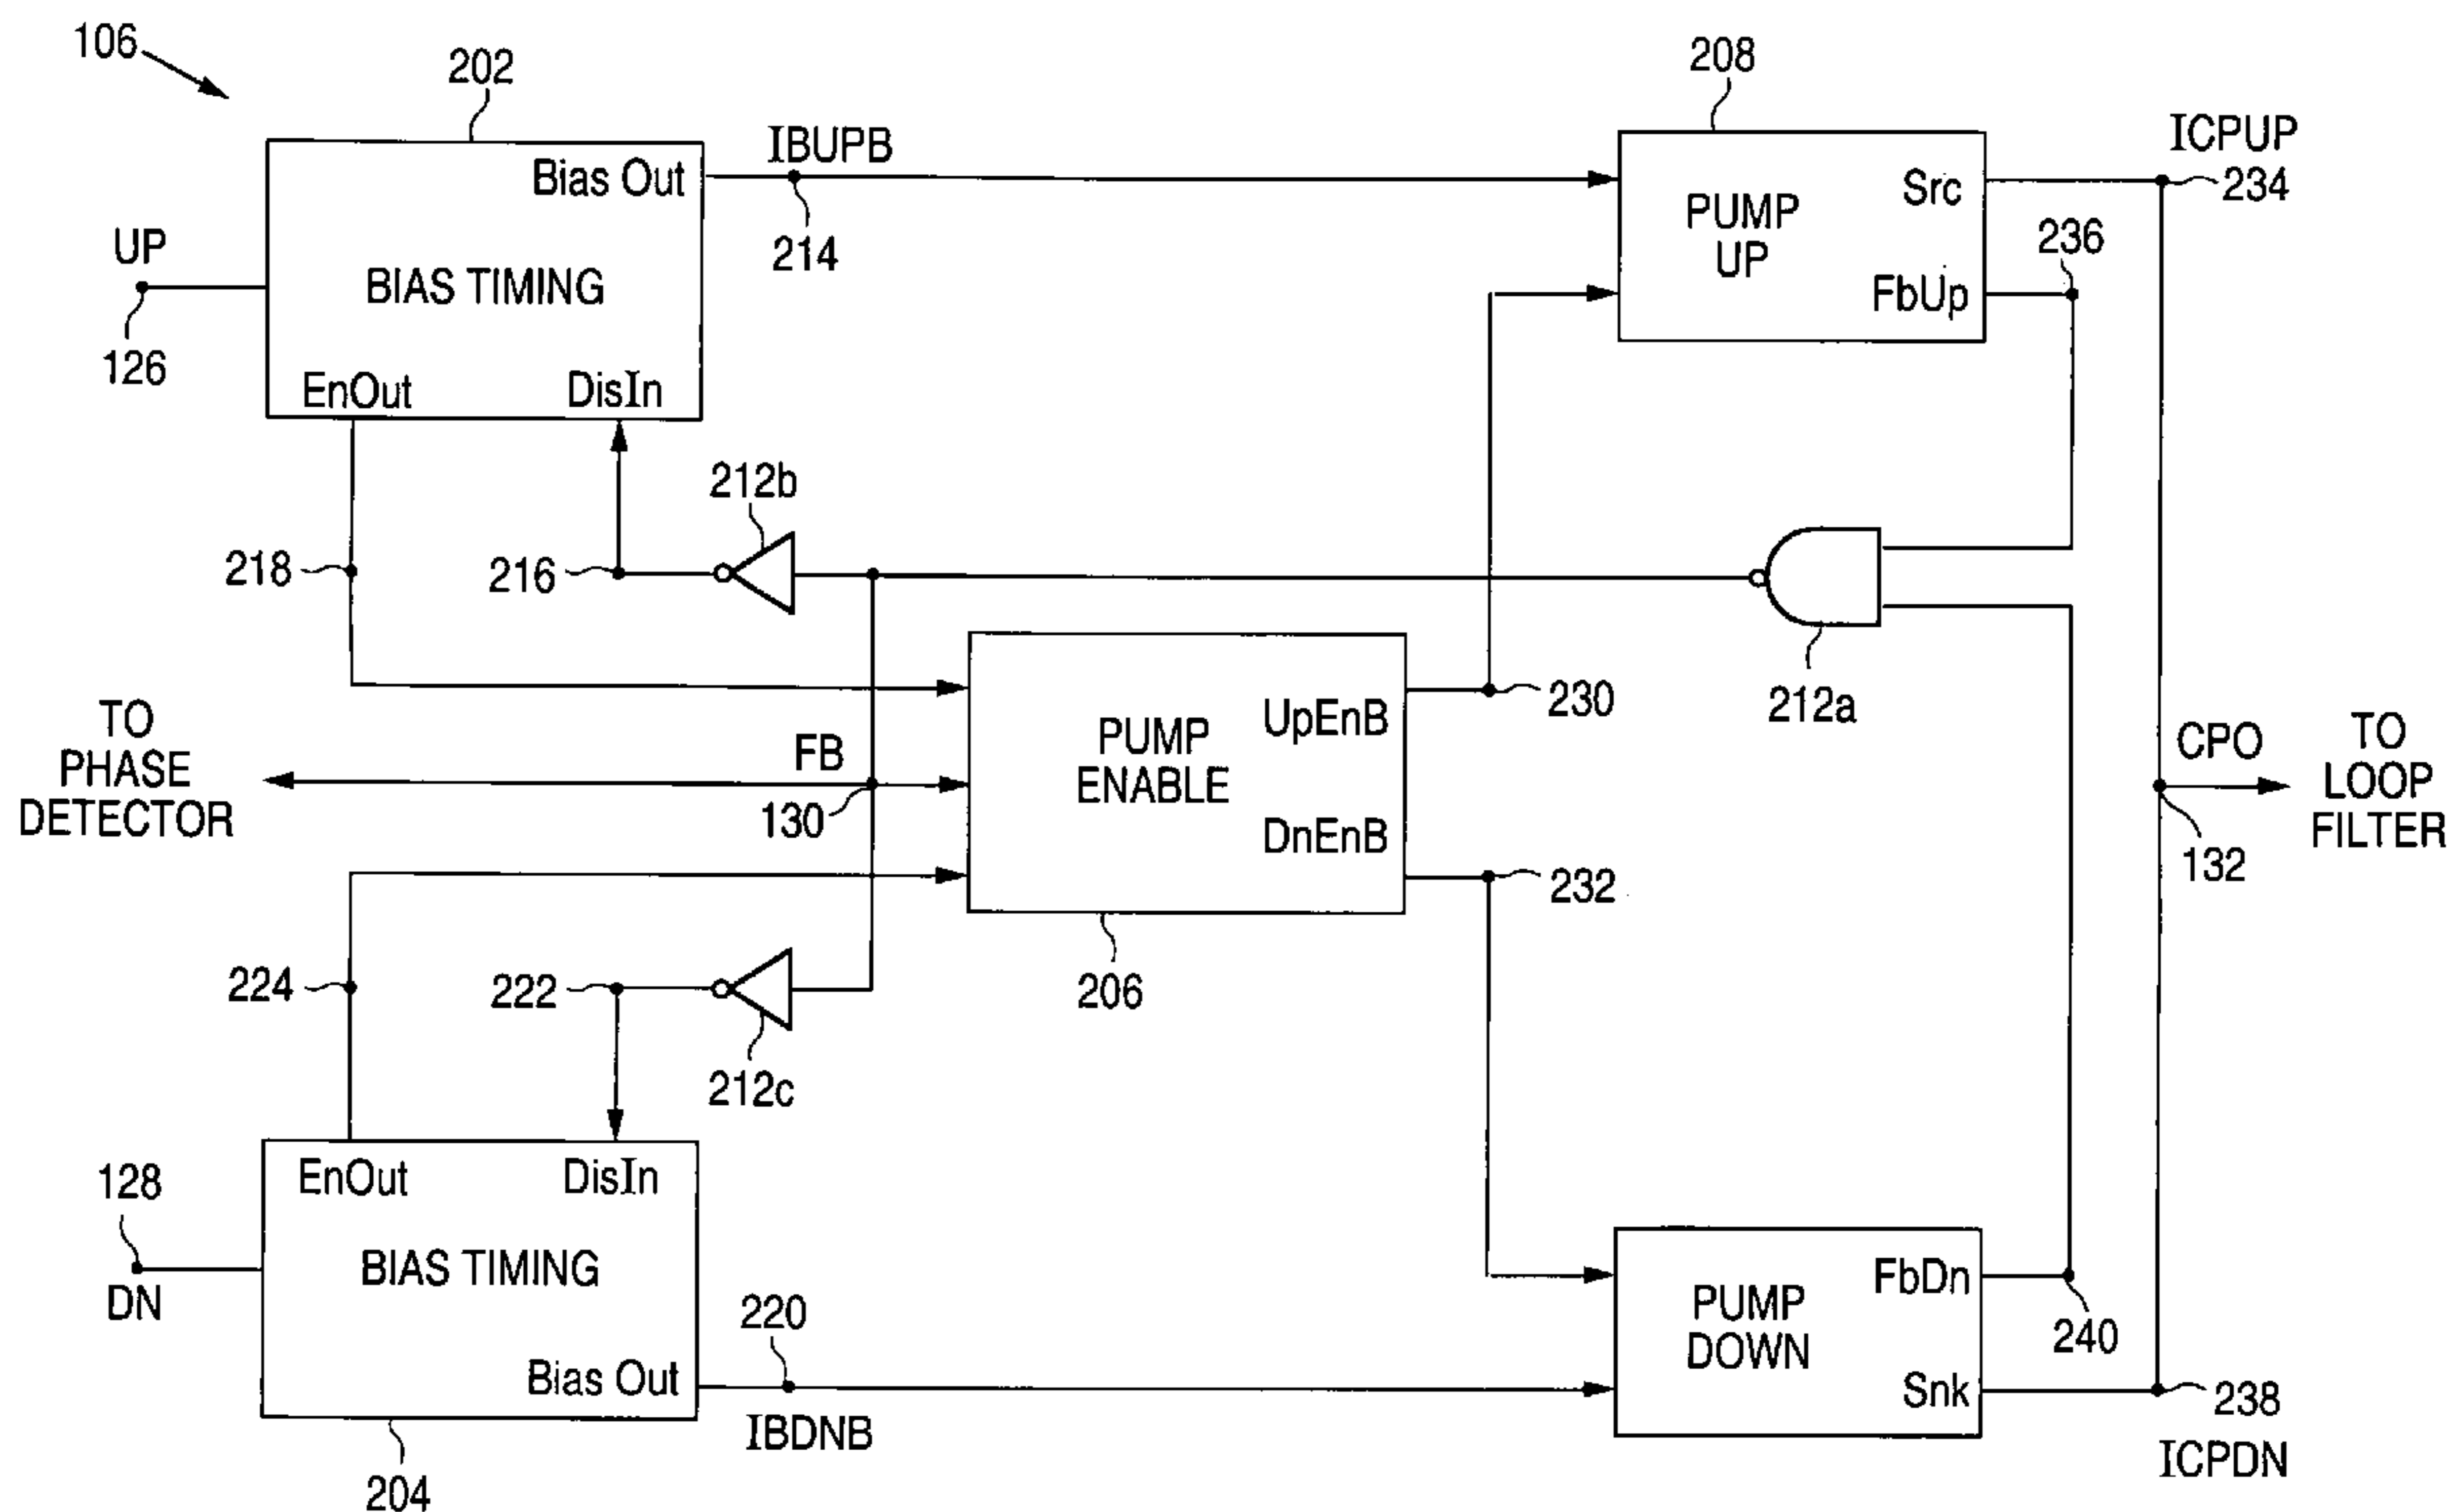 106
202
208
IBUPB
ICPUP
Bias Out
Src
234
PUMP
UP
236
UP
214
BIAS TIMING
FbUp
126
EnOut
DisIn
212b
218
216
212a
TO
PHASE
DETECTOR
FB
130
PUMP
ENABLE
UpEnB
DnEnB
230
232
CPO
132
TO
LOOP
FILTER
224
222
206
212c
128
DN
EnOut
DisIn
BIAS TIMING
220
Bias Out
IBDNB
204
PUMP
DOWN
FbDn
240
Snk
238
ICPDN